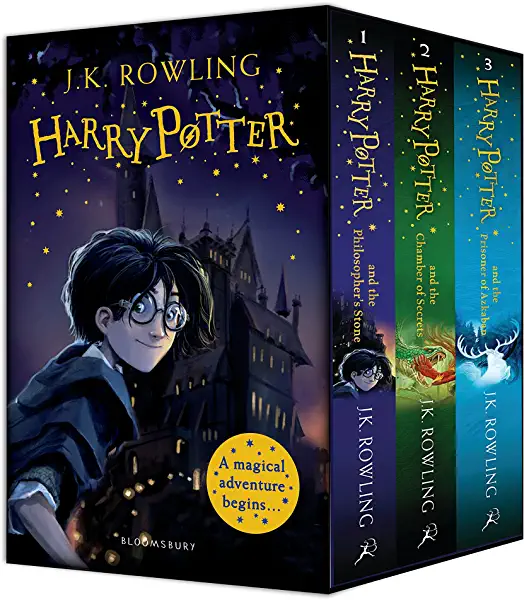 J.K. ROWLING
HARRY POTTER
A magical
adventure
begins...
BLOOMSBURY
1
HARRY POTTER
and the
Philosopher's Stone
J.K. ROWLING
2
HARRY POTTER
and the
Chamber of Secrets
J.K. ROWLING
3
HARRY POTTER
and the
Prisoner of Azkaban
J.K. ROWLING